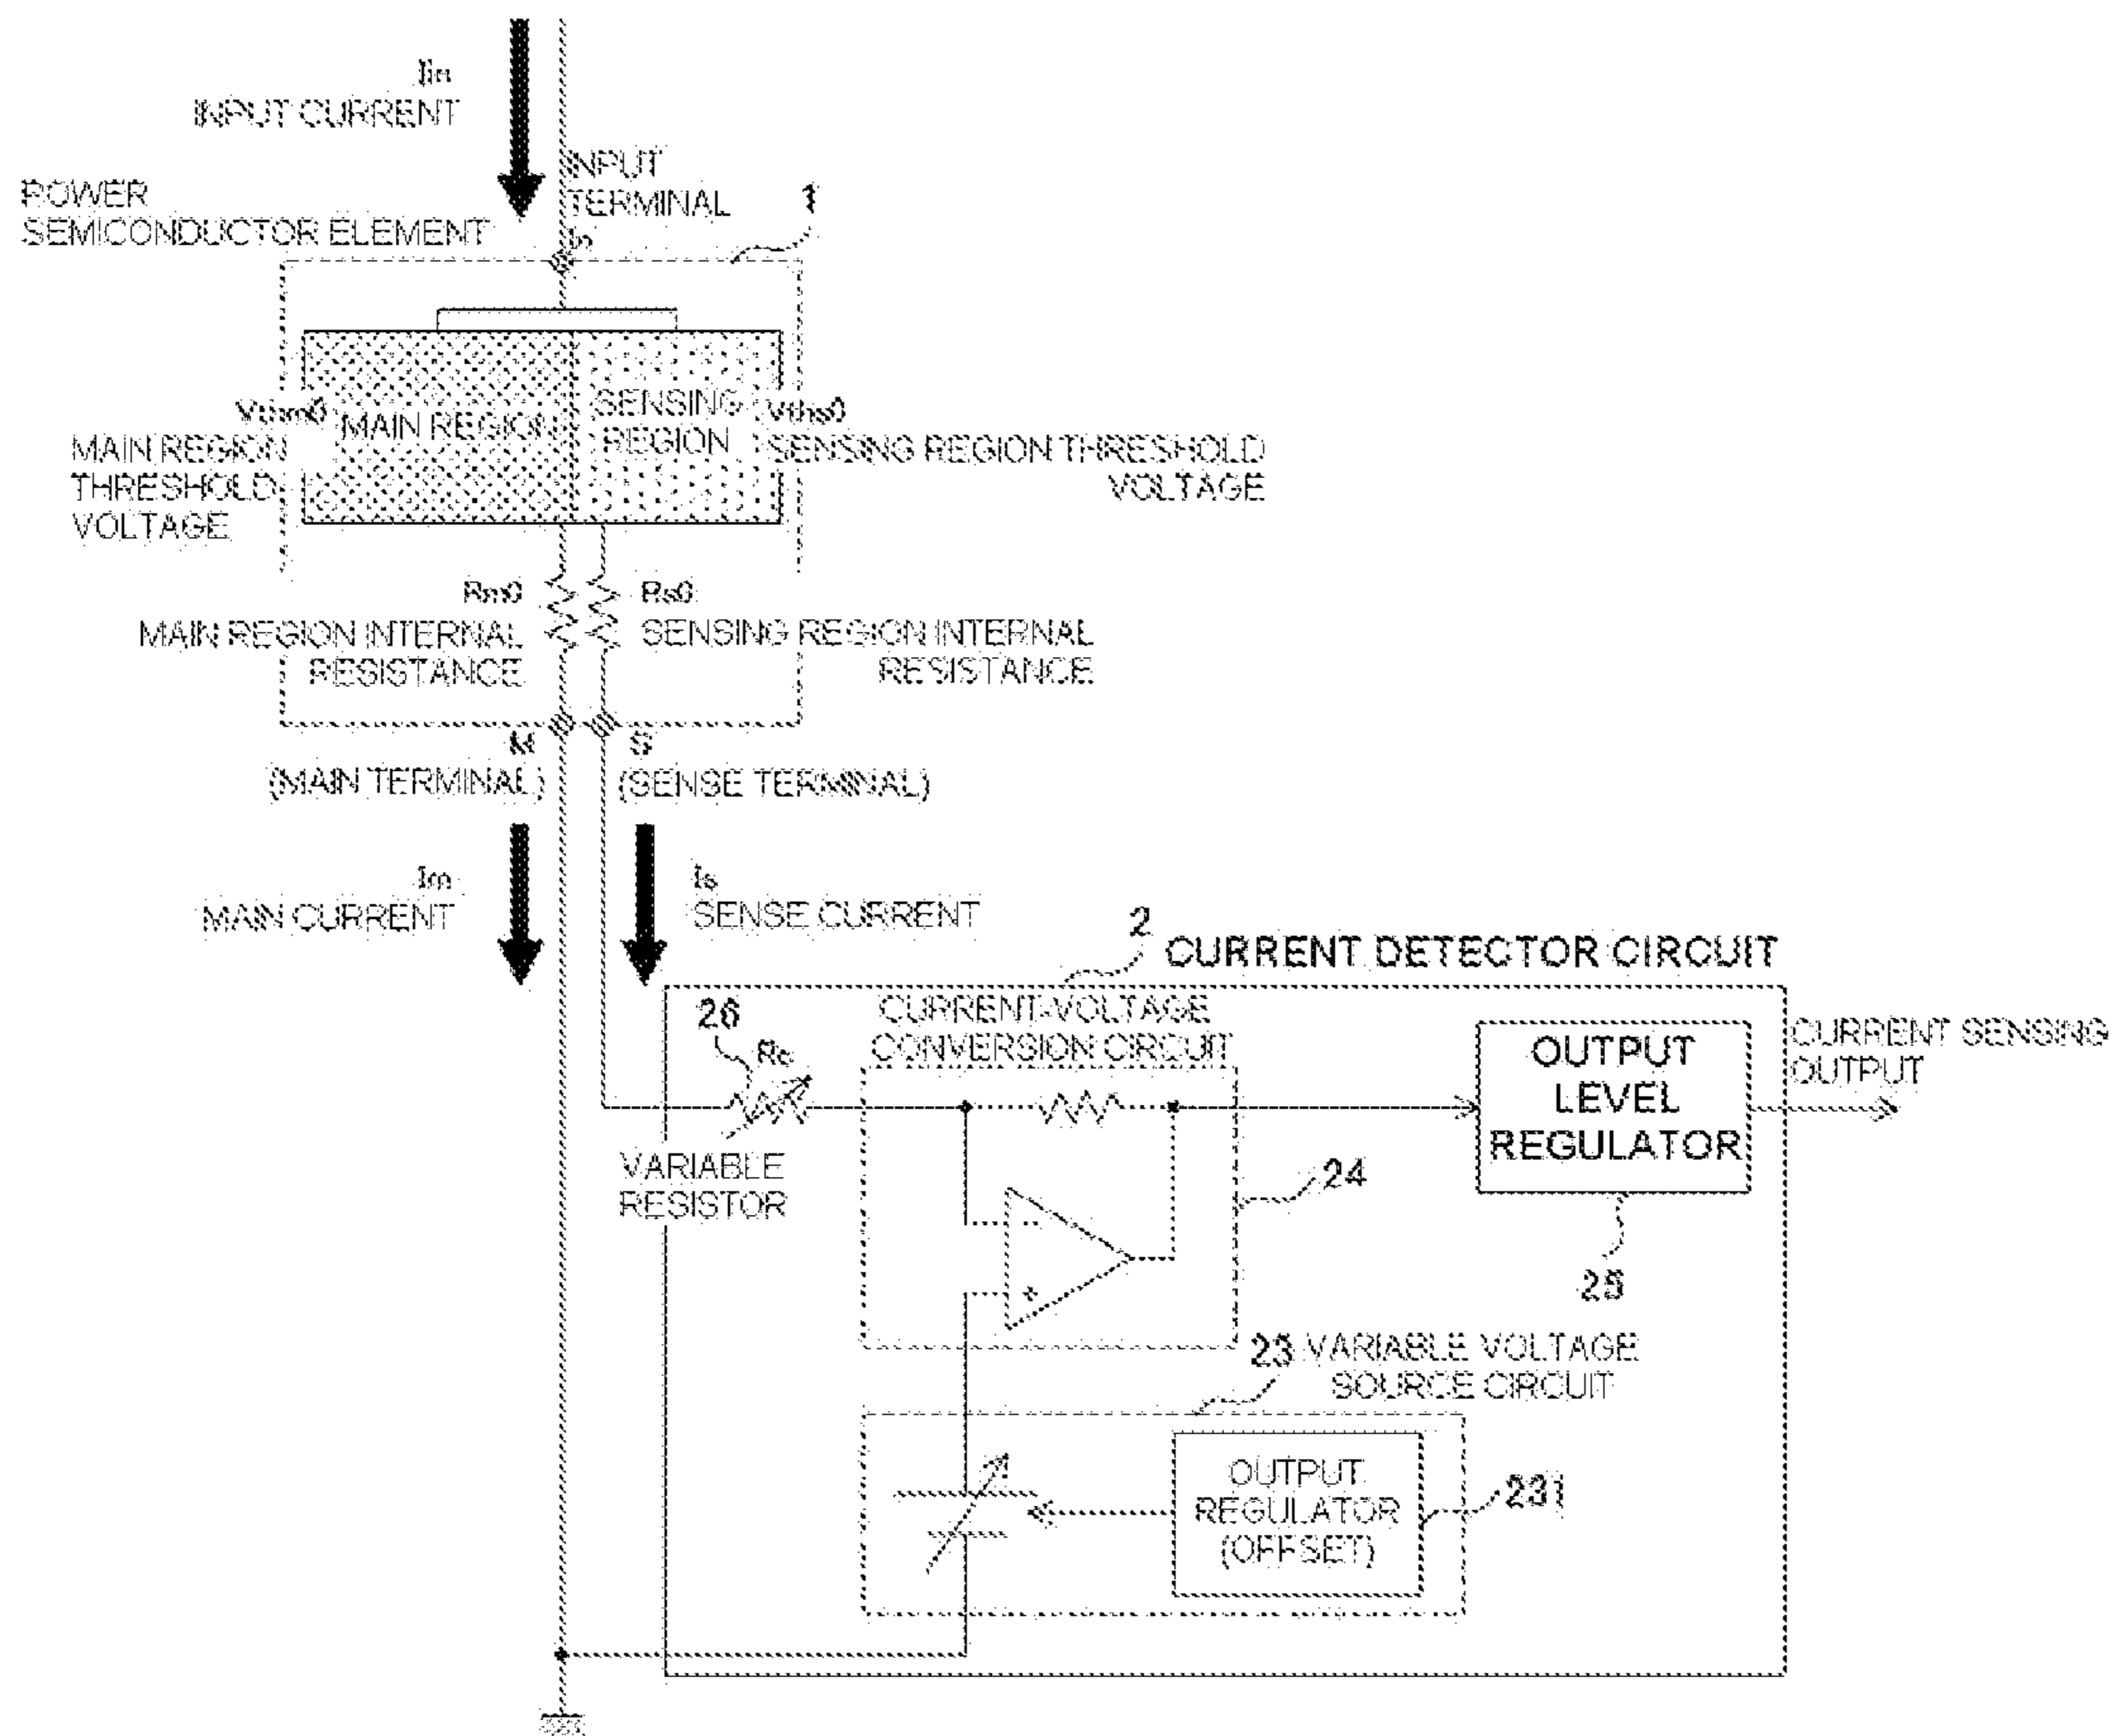 Iin
INPUT CURRENT
INPUT
TERMINAL
POWER
SEMICONDUCTOR ELEMENT
1
Vthm0
MAIN REGION
THRESHOLD
VOLTAGE
MAIN REGION
SENSING
REGION
Vths0
SENSING REGION THRESHOLD
VOLTAGE
Rm0
MAIN REGION INTERNAL
RESISTANCE
Rs0
SENSING REGION INTERNAL
RESISTANCE
M
(MAIN TERMINAL)
S
(SENSE TERMINAL)
Im
MAIN CURRENT
Is
SENSE CURRENT
2
CURRENT DETECTOR CIRCUIT
26
VARIABLE
RESISTOR
CURRENT-VOLTAGE
CONVERSION CIRCUIT
24
OUTPUT
LEVEL
REGULATOR
25
CURRENT SENSING
OUTPUT
23 VARIABLE VOLTAGE
SOURCE CIRCUIT
OUTPUT
REGULATOR
(OFFSET)
231